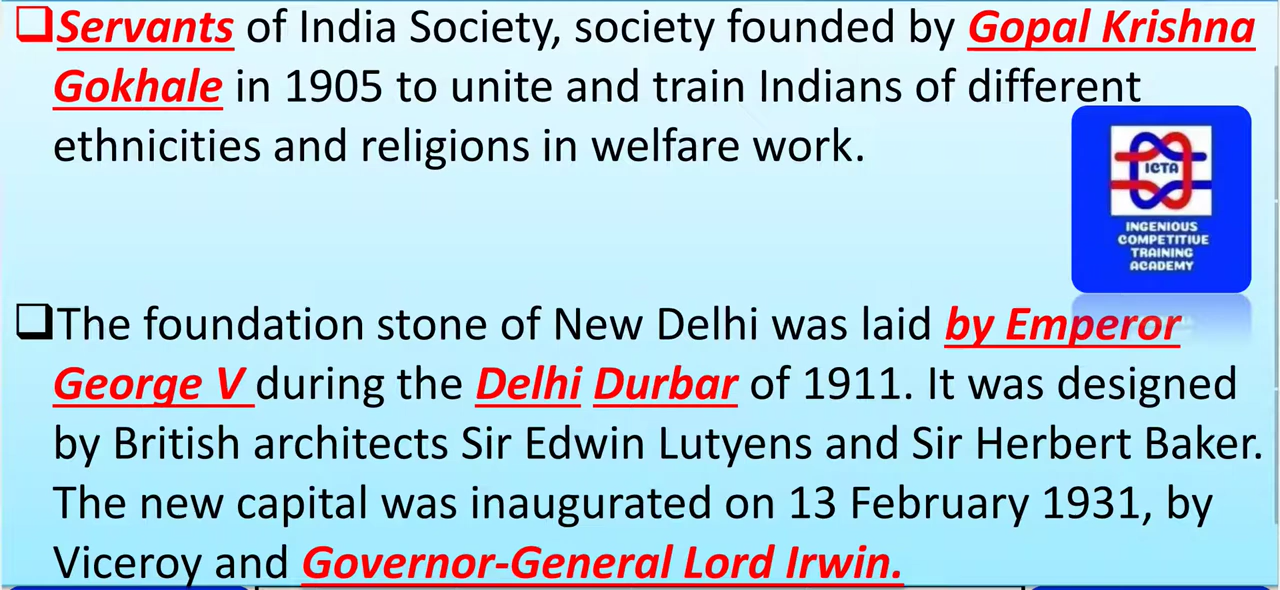 Servants of India Society, society founded by Gopal Krishna
Gokhale in 1905 to unite and train Indians of different
ethnicities and religions in welfare work.
ICTA
INGENIOUS
COMPETITIVE
TRAINING
ACADEMY
The foundation stone of New Delhi was laid by Emperor
George V during the Delhi Durbar of 1911. It was designed
by British architects Sir Edwin Lutyens and Sir Herbert Baker.
The new capital was inaugurated on 13 February 1931, by
Viceroy and Governor-General Lord Irwin.